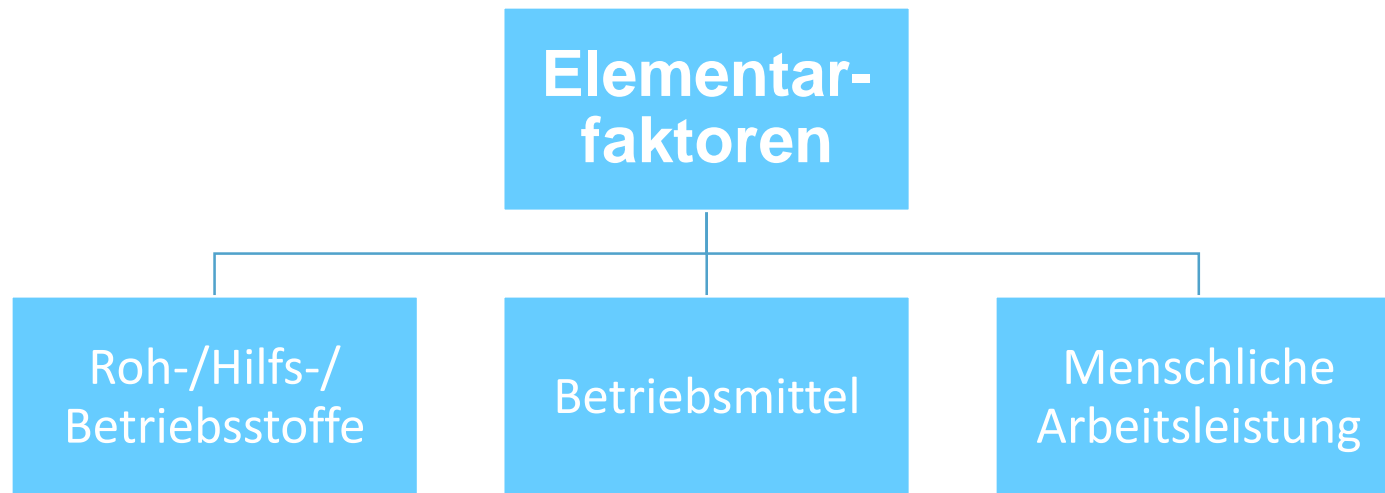 Elementar-
faktoren
Roh-/Hilfs-/
Betriebsstoffe
Betriebsmittel
Menschliche
Arbeitsleistung